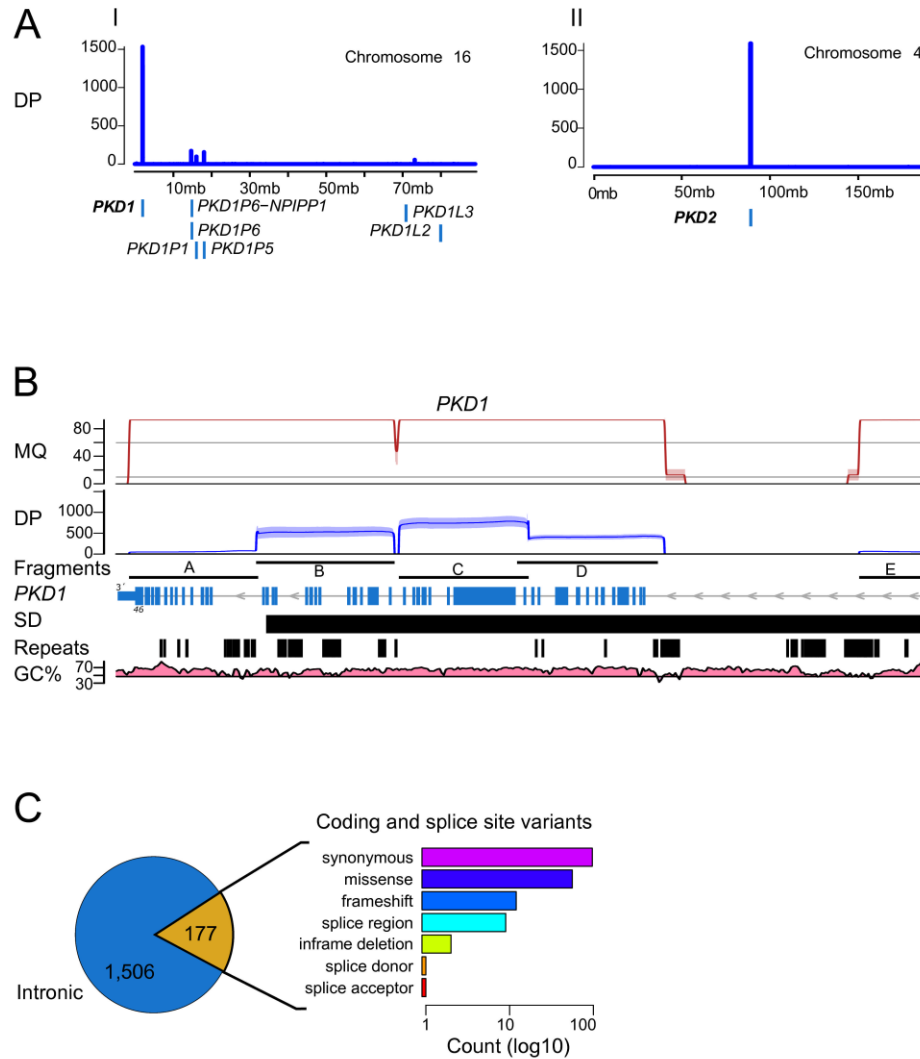 A
I
II
Chromosome 16
Chromosome 4
DP
1500
1000
500
0
1500
1000
500
0
10mb 30mb 50mb 70mb
0mb 50mb 100mb 150mb
PKD1
PKD1P6−NPIPP1
PKD1L3
PKD1P6
PKD1L2
PKD1P1
PKD1P5
PKD2
B
PKD1
MQ
80
40
0
DP
1000
500
0
Fragments
A
B
C
D
E
PKD1
3´
46
SD
Repeats
GC%
70
30
C
Coding and splice site variants
synonymous
missense
frameshift
splice region
inframe deletion
splice donor
splice acceptor
177
1,506
Intronic
1 10 100
Count (log10)